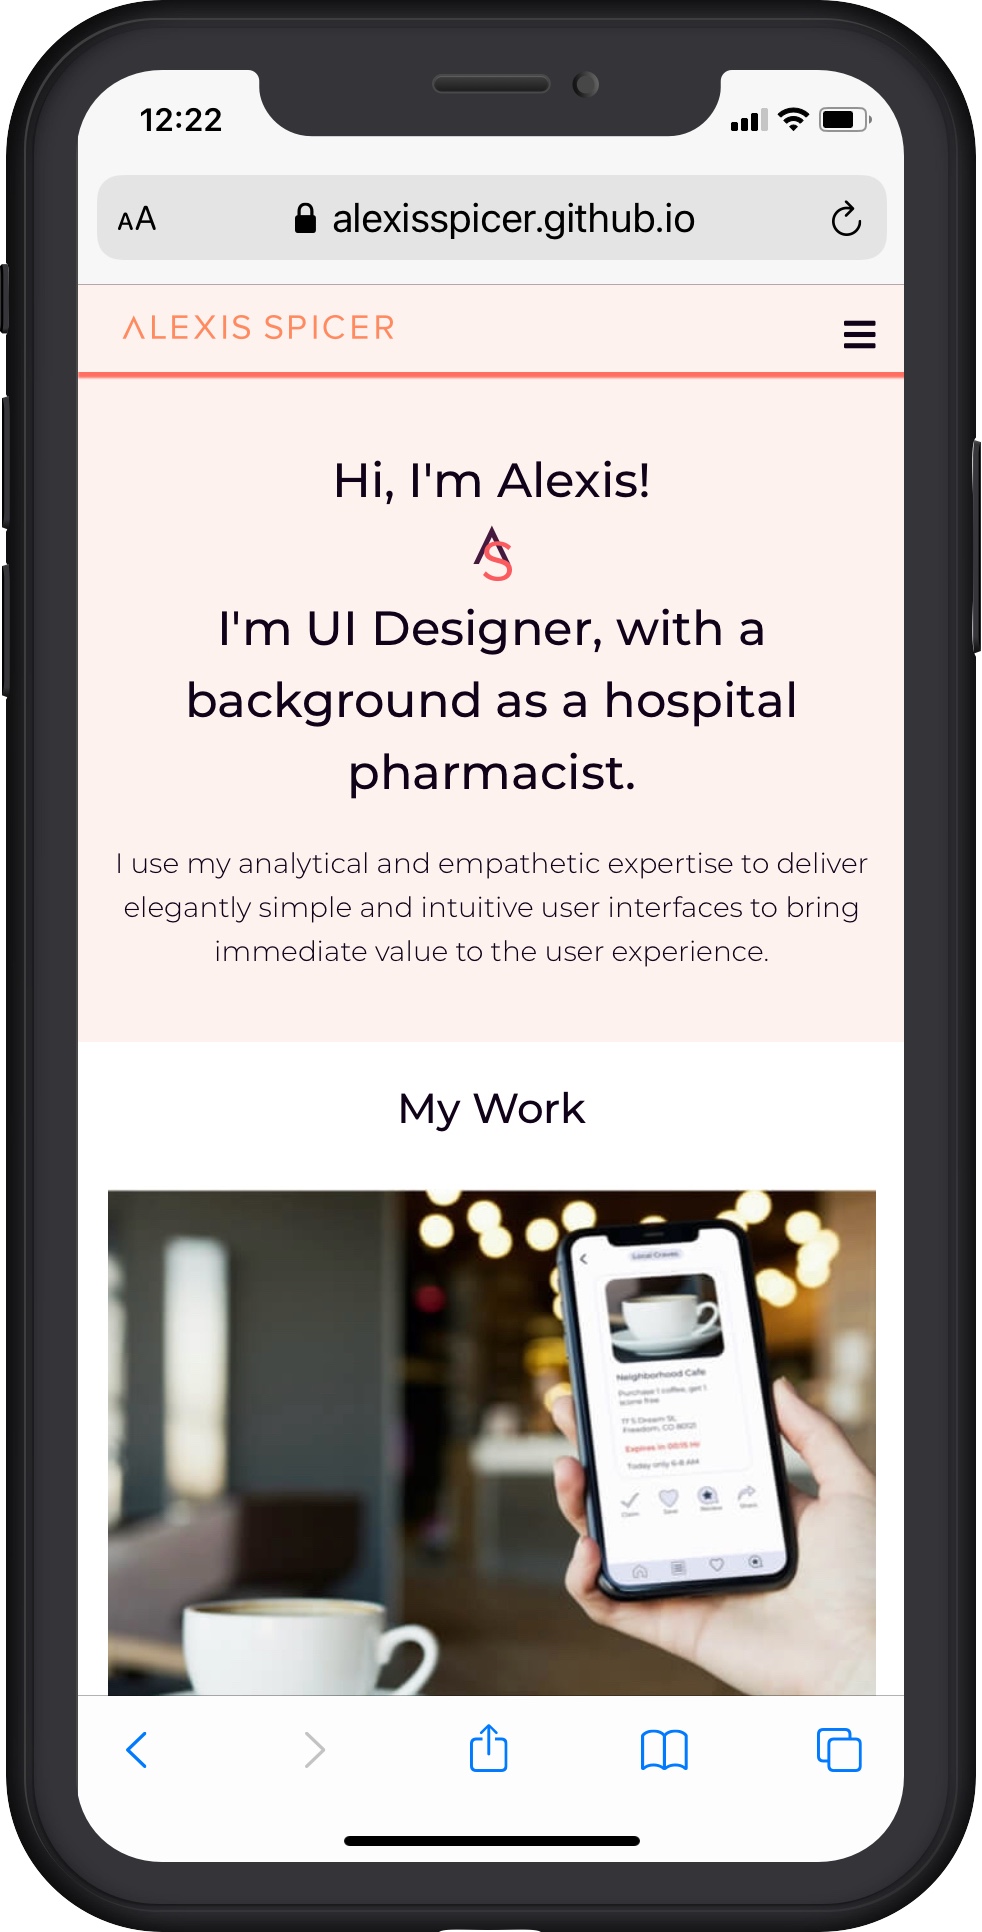 12:22
AA alexisspicer.github.io
ALEXIS SPICER
Hi, I'm Alexis!
AS
I'm UI Designer, with a
background as a hospital
pharmacist.
I use my analytical and empathetic expertise to deliver
elegantly simple and intuitive user interfaces to bring
immediate value to the user experience.
My Work
Local Craves
Neighborhood Cafe
Purchase 1 coffee, get 1
scone free
17 S Dream St,
Freedom, CO 80021
Expires in 00:15 Hr
Today only 6-8 AM
Claim Save Review Share